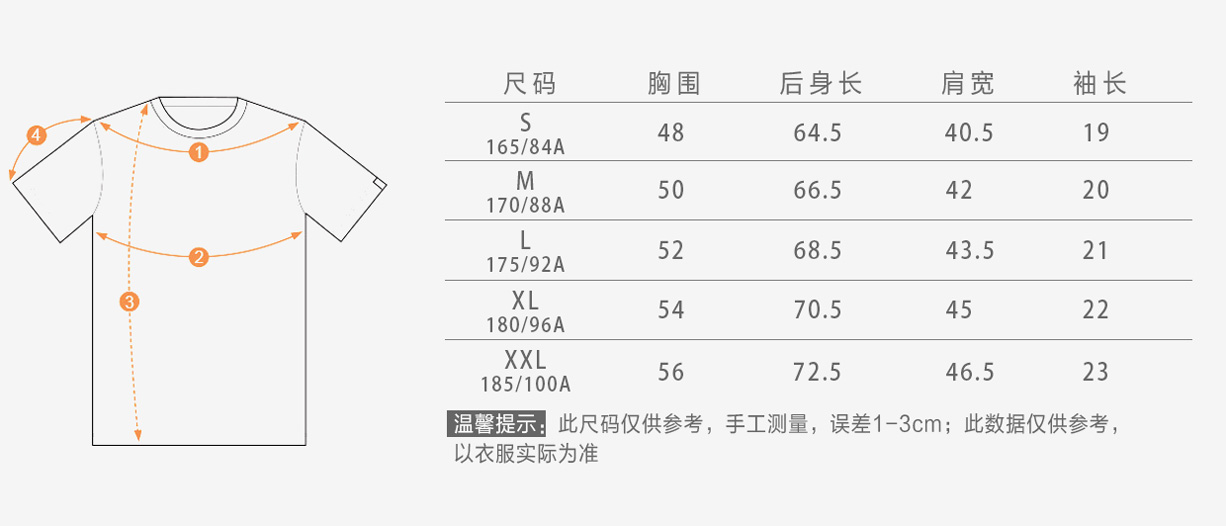 尺码 胸围 后身长 肩宽 袖长
S
165/84A 48 64.5 40.5 19
M
170/88A 50 66.5 42 20
L
175/92A 52 68.5 43.5 21
XL
180/96A 54 70.5 45 22
XXL
185/100A 56 72.5 46.5 23
温馨提示：此尺码仅供参考，手工测量，误差1-3cm；此数据仅供参考，
以衣服实际为准
4
1
2
3